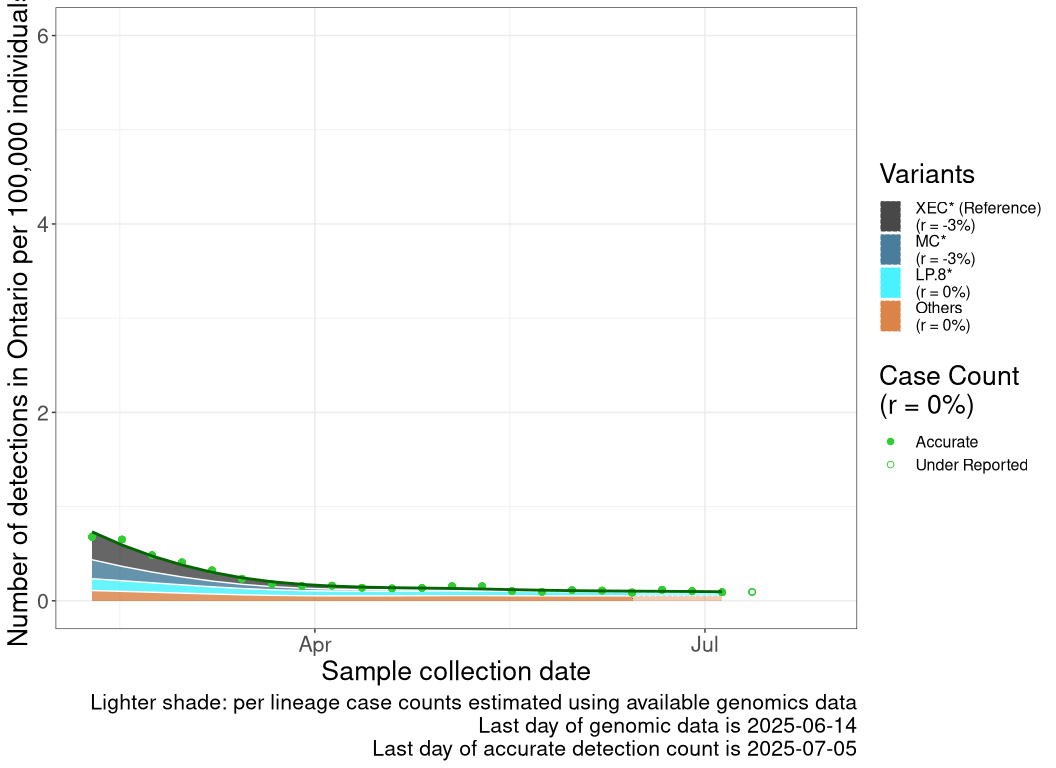 Number of detections in Ontario per 100,000 individuals
6
4
2
0
Apr
Jul
Sample collection date
Variants
XEC* (Reference)
(r = -3%)
MC*
(r = -3%)
LP.8*
(r = 0%)
Others
(r = 0%)
Case Count
(r = 0%)
Accurate
Under Reported
Lighter shade: per lineage case counts estimated using available genomics data
Last day of genomic data is 2025-06-14
Last day of accurate detection count is 2025-07-05